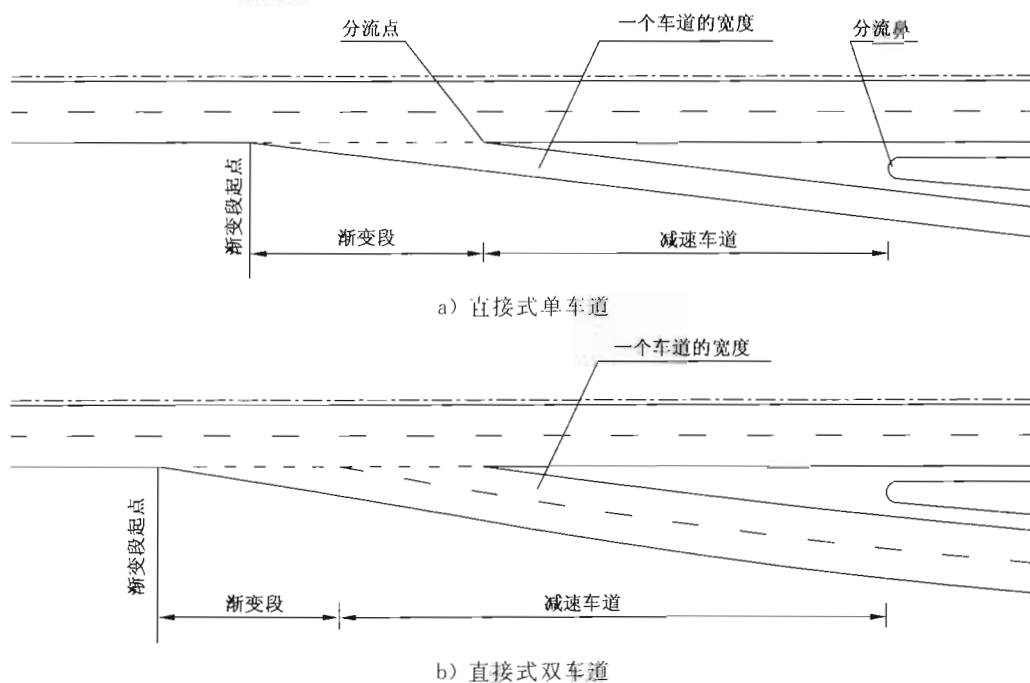 分流点
一个车道的宽度
分流鼻
渐变段起点
渐变段
减速车道
a) 直接式单车道
一个车道的宽度
渐变段起点
渐变段
减速车道
b) 直接式双车道